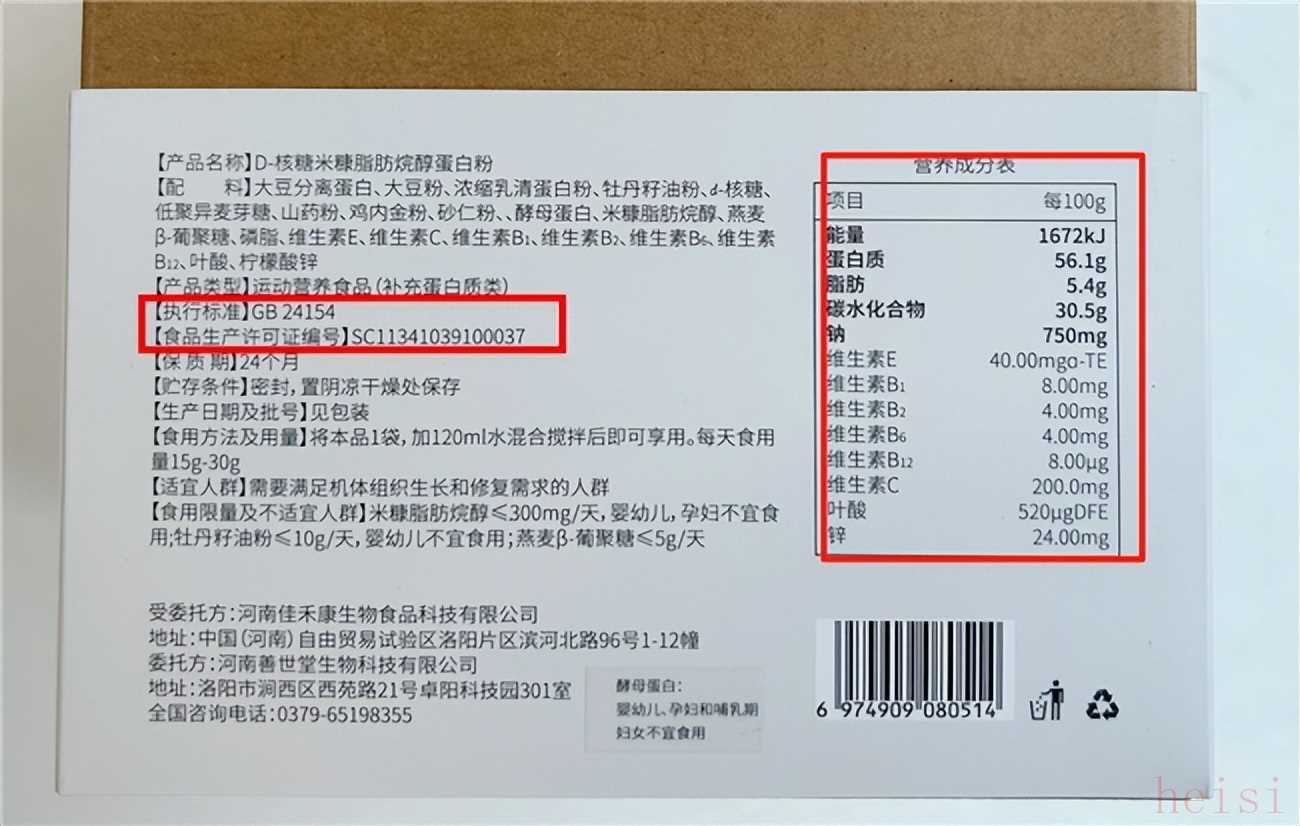 【产品名称】D-核糖米糠脂肪烷醇蛋白粉
【配 料】大豆分离蛋白、大豆粉、浓缩乳清蛋白粉、牡丹籽油粉、d-核糖、
低聚异麦芽糖、山药粉、鸡内金粉、砂仁粉、、酵母蛋白、米糠脂肪烷醇、燕麦
β-葡聚糖、磷脂、维生素E、维生素C、维生素B₁、维生素B₂、维生素B₆、维生素
B₁₂、叶酸、柠檬酸锌
【产品类型】运动营养食品(补充蛋白质类)
【执行标准】GB 24154
【食品生产许可证编号】SC11341039100037
【保 质 期】24个月
【贮存条件】密封，置阴凉干燥处保存
【生产日期及批号】见包装
【食用方法及用量】将本品1袋，加120ml水混合搅拌后即可享用。每天食用
量15g-30g
【适宜人群】需要满足机体组织生长和修复需求的人群
【食用限量及不适宜人群】米糠脂肪烷醇≤300mg/天，婴幼儿，孕妇不宜食
用;牡丹籽油粉≤10g/天，婴幼儿不宜食用；燕麦β-葡聚糖≤5g/天
受委托方：河南佳禾康生物食品科技有限公司
地址：中国(河南)自由贸易试验区洛阳片区滨河北路96号1-12幢
委托方：河南善世堂生物科技有限公司
地址：洛阳市涧西区西苑路21号卓阳科技园301室
全国咨询电话：0379-65198355
酵母蛋白：
婴幼儿、孕妇和哺乳期
妇女不宜食用
营养成分表
项目 每100g
能量 1672kJ
蛋白质 56.1g
脂肪 5.4g
碳水化合物 30.5g
钠 750mg
维生素E 40.00mgα-TE
维生素B₁ 8.00mg
维生素B₂ 4.00mg
维生素B₆ 4.00mg
维生素B₁₂ 8.00μg
维生素C 200.0mg
叶酸 520μgDFE
锌 24.00mg
6 974909 080514
heisi